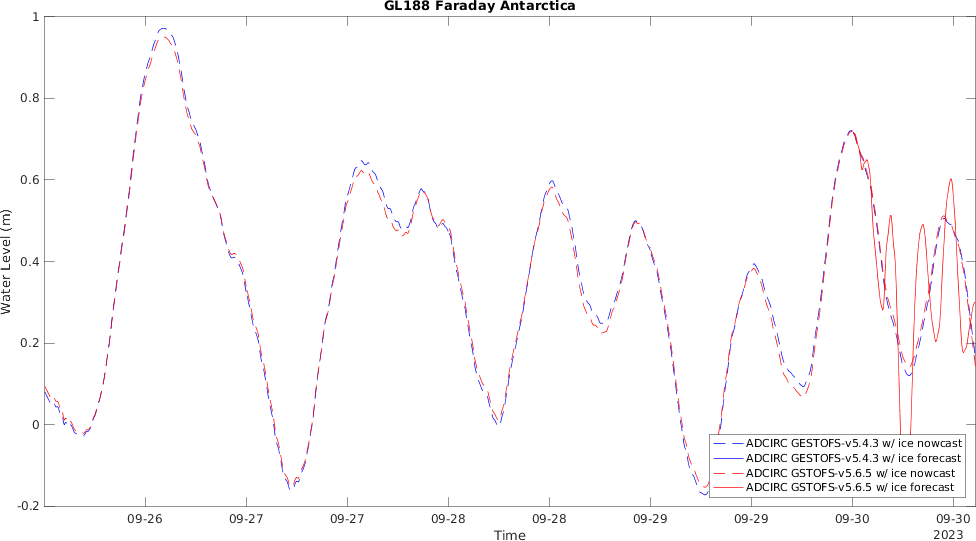 GL188 Faraday Antarctica
1
0.8
0.6
0.4
0.2
0
-0.2
Water Level (m)
09-26
09-27
09-27
09-28
09-28
09-29
09-29
09-30
09-30
2023
Time
ADCIRC GESTOFS-v5.4.3 w/ ice nowcast
ADCIRC GESTOFS-v5.4.3 w/ ice forecast
ADCIRC GSTOFS-v5.6.5 w/ ice nowcast
ADCIRC GSTOFS-v5.6.5 w/ ice forecast